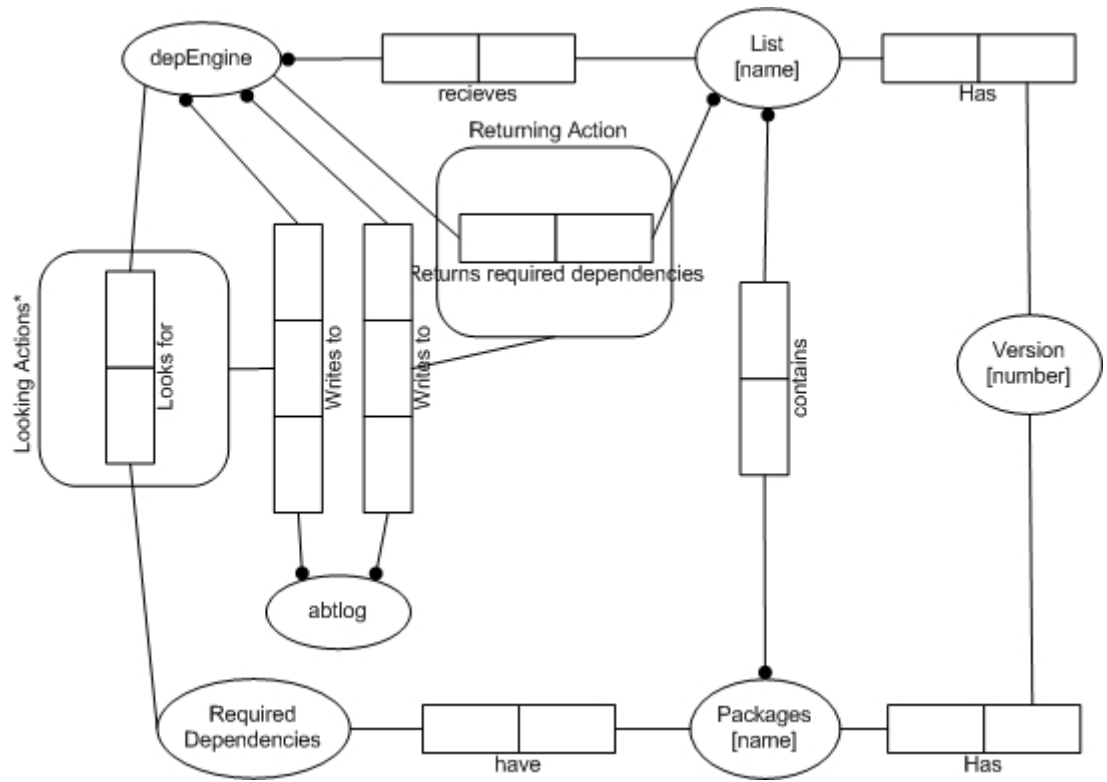 depEngine
List
[name]
recieves
Has
Returning Action
Returns required dependencies
Looking Actions*
Looks for
Writes to
Writes to
contains
Version
[number]
abtlog
Required
Dependencies
have
Packages
[name]
Has